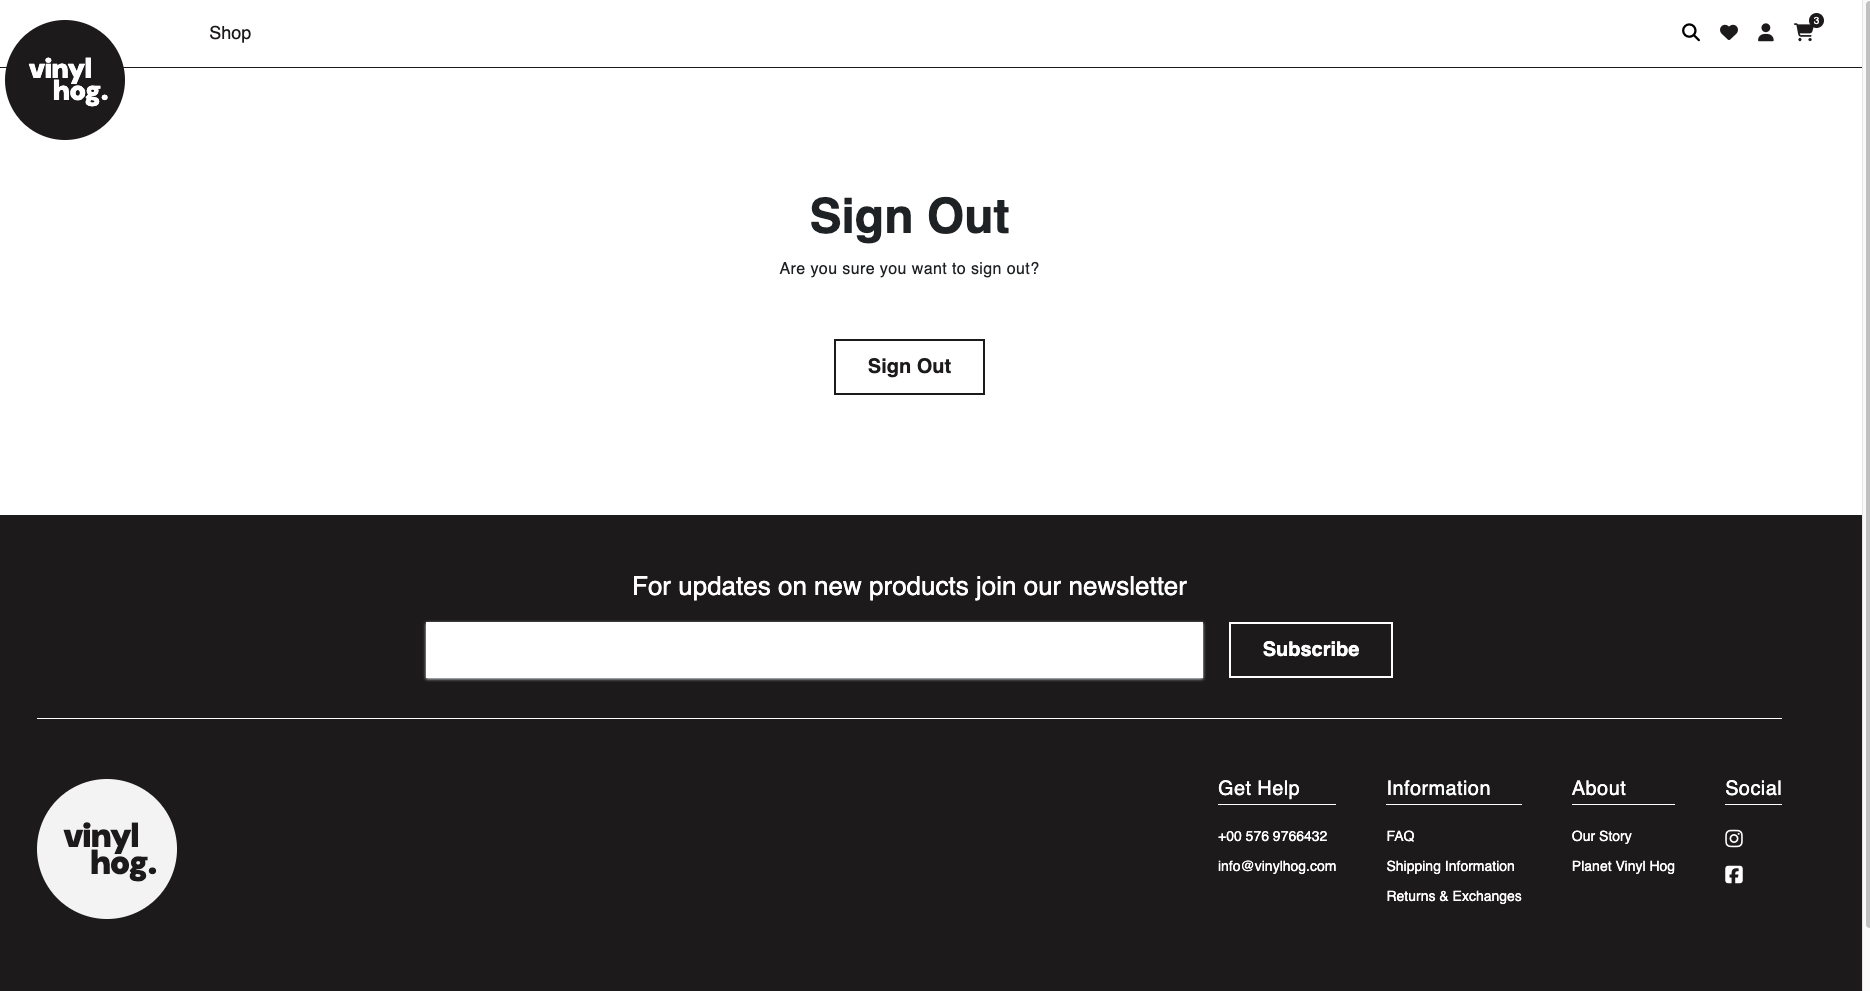 vinyl
hog.
Shop
3
Sign Out
Are you sure you want to sign out?
Sign Out
For updates on new products join our newsletter
Subscribe
vinyl
hog.
Get Help
+00 576 9766432
info@vinylhog.com
Information
FAQ
Shipping Information
Returns & Exchanges
About
Our Story
Planet Vinyl Hog
Social